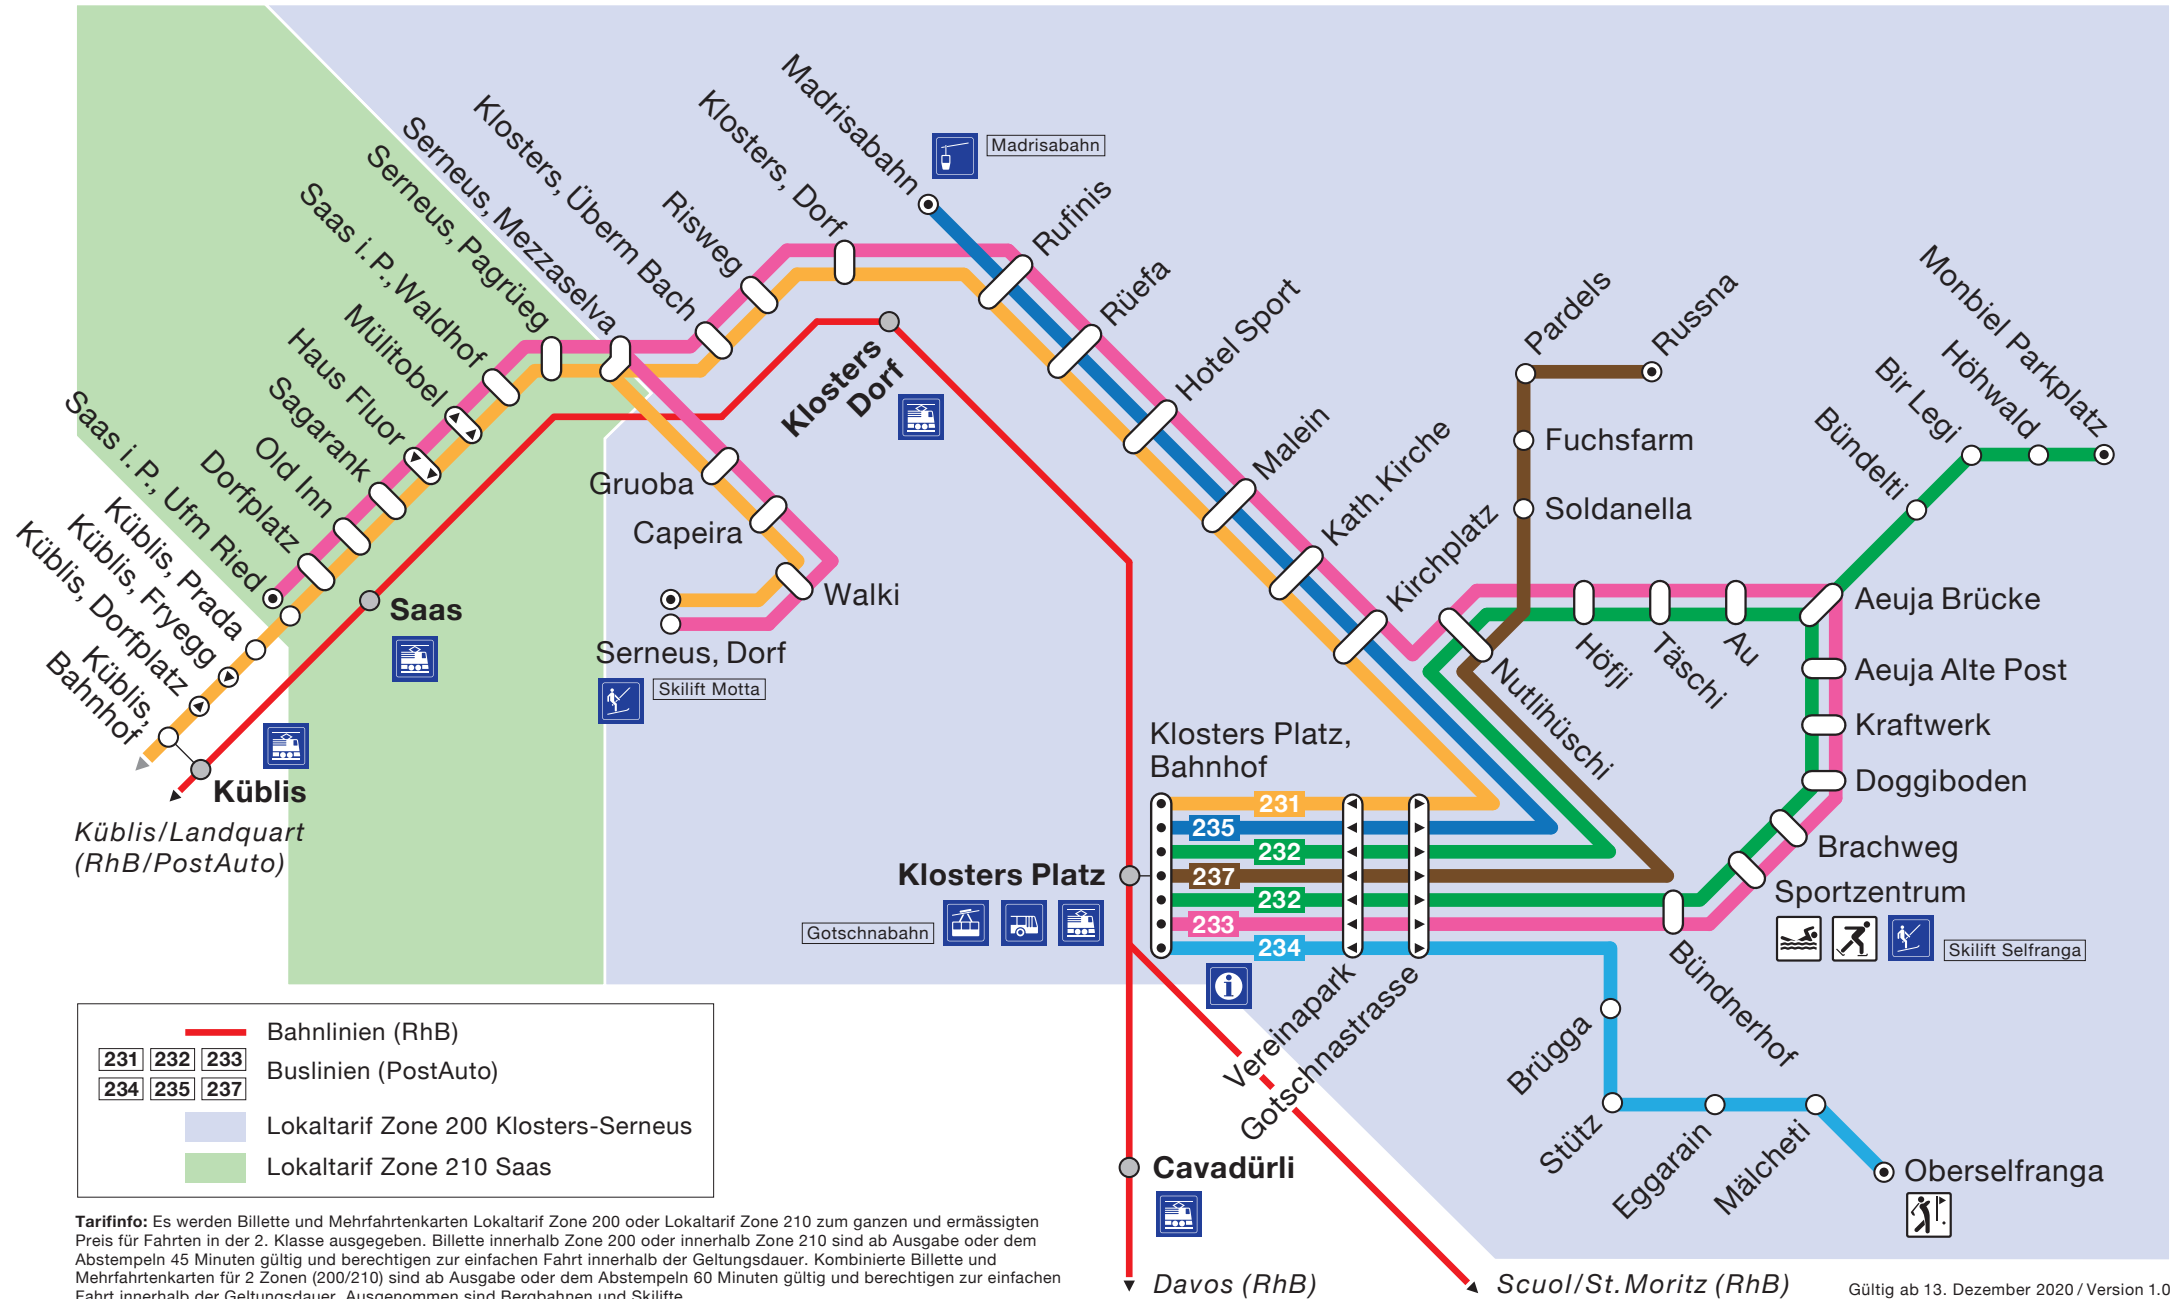 Madrisabahn
Madrisabahn
Klosters, Dorf
Risweg
Klosters, Überm Bach
Serneus, Mezzaselva
Serneus, Pagrüeg
Saas i. P., Waldhof
Mülitobel
Haus Fluor
Sagarank
Old Inn
Dorfplatz
Saas i. P., Ufm Ried
Küblis, Prada
Küblis, Fryegg
Küblis, Dorfplatz
Küblis,
Bahnhof
Küblis
Küblis/Landquart
(RhB/PostAuto)
Saas
Gruoba
Capeira
Walki
Serneus, Dorf
Skilift Motta
Klosters
Dorf
Rufinis
Rüefa
Hotel Sport
Malein
Kath. Kirche
Kirchplatz
Pardels
Russna
Fuchsfarm
Soldanella
Nutlihüschi
Höfji
Täschi
Au
Monbiel Parkplatz
Höhwald
Bir Legi
Bündelti
Aeuja Brücke
Aeuja Alte Post
Kraftwerk
Doggiboden
Brachweg
Sportzentrum
Skilift Selfranga
Bündnerhof
Klosters Platz,
Bahnhof
231
235
232
237
232
233
234
Klosters Platz
Gotschnabahn
Vereinapark
Gotschnastrasse
Brügga
Stütz
Eggarain
Mälcheti
Oberselfranga
Cavadürli
Davos (RhB)
Scuol/St. Moritz (RhB)
Bahnlinien (RhB)
231 232 233
234 235 237
Buslinien (PostAuto)
Lokaltarif Zone 200 Klosters-Serneus
Lokaltarif Zone 210 Saas
Tarifinfo: Es werden Billette und Mehrfahrtenkarten Lokaltarif Zone 200 oder Lokaltarif Zone 210 zum ganzen und ermässigten
Preis für Fahrten in der 2. Klasse ausgegeben. Billette innerhalb Zone 200 oder innerhalb Zone 210 sind ab Ausgabe oder dem
Abstempeln 45 Minuten gültig und berechtigen zur einfachen Fahrt innerhalb der Geltungsdauer. Kombinierte Billette und
Mehrfahrtenkarten für 2 Zonen (200/210) sind ab Ausgabe oder dem Abstempeln 60 Minuten gültig und berechtigen zur einfachen
Fahrt innerhalb der Geltungsdauer. Ausgenommen sind Bergbahnen und Skilifte.
Gültig ab 13. Dezember 2020 / Version 1.0